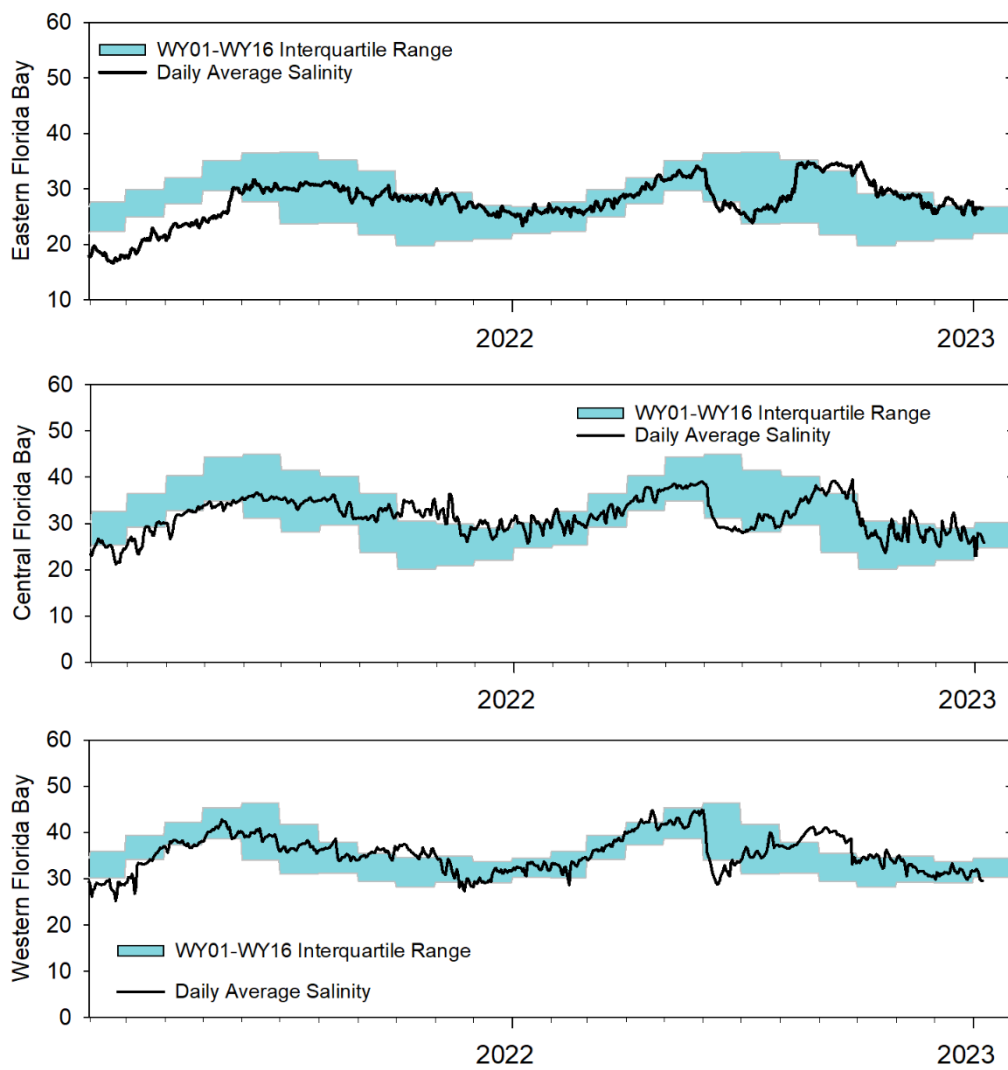 60
50
40
30
20
10
Eastern Florida Bay
WY01-WY16 Interquartile Range
Daily Average Salinity
2022
2023
60
50
40
30
20
10
0
Central Florida Bay
WY01-WY16 Interquartile Range
Daily Average Salinity
2022
2023
60
50
40
30
20
10
0
Western Florida Bay
WY01-WY16 Interquartile Range
Daily Average Salinity
2022
2023